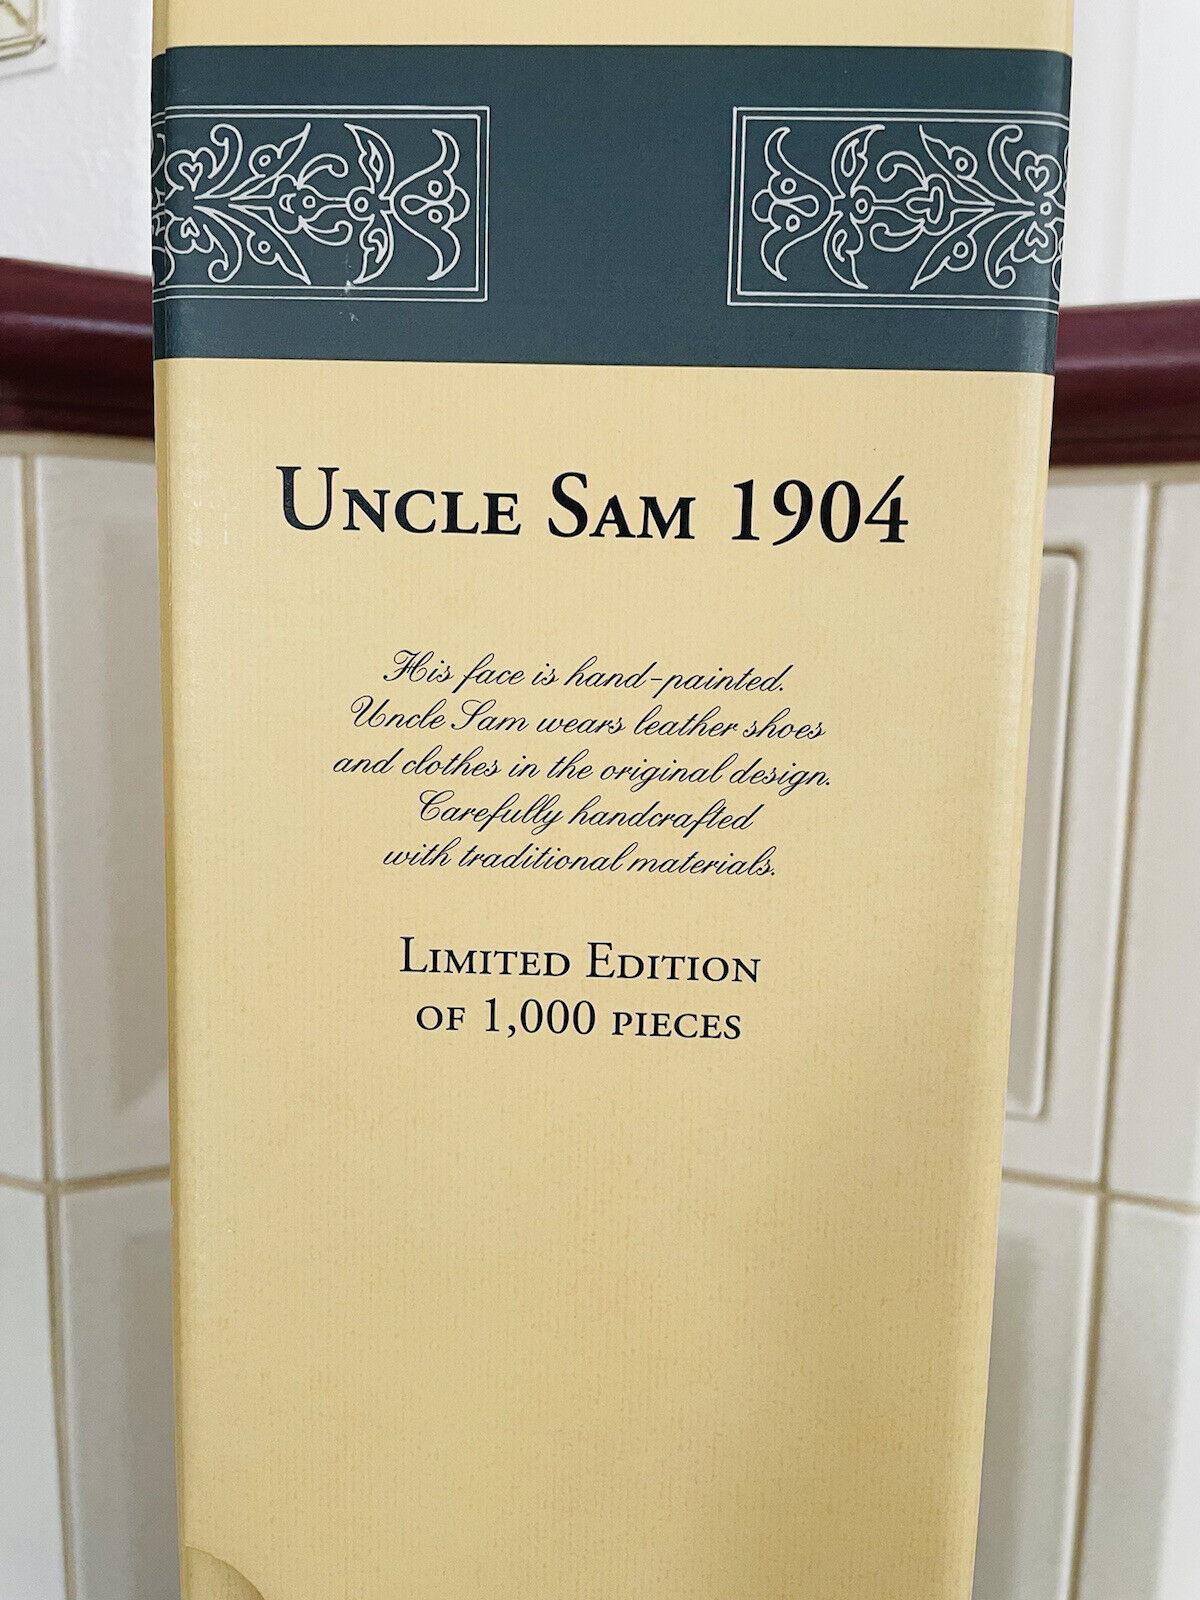 Uncle Sam 1904
His face is hand-painted.
Uncle Sam wears leather shoes
and clothes in the original design.
Carefully handcrafted
with traditional materials.
Limited Edition
of 1,000 pieces